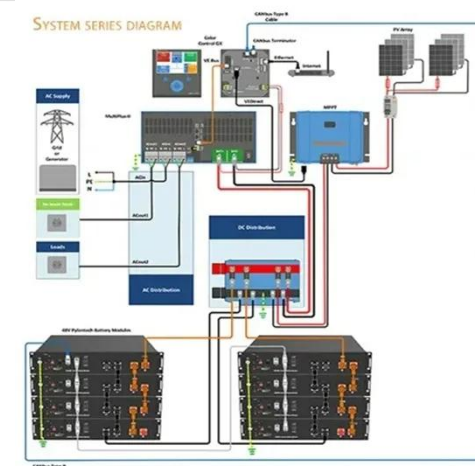 SYSTEM SERIES DIAGRAM
CANbus Type B
Cable
Color
Control GX
CANbus Terminator
VE.Bus
Ethernet
Internet
PV Array
AC Supply
Grid
or
Generator
MultiPlus-II
VE.Direct
MPPT
L
PE
N
ACin
ACout1
Loads
ACout2
AC Distribution
DC Distribution
48V Pylontech Battery Modules